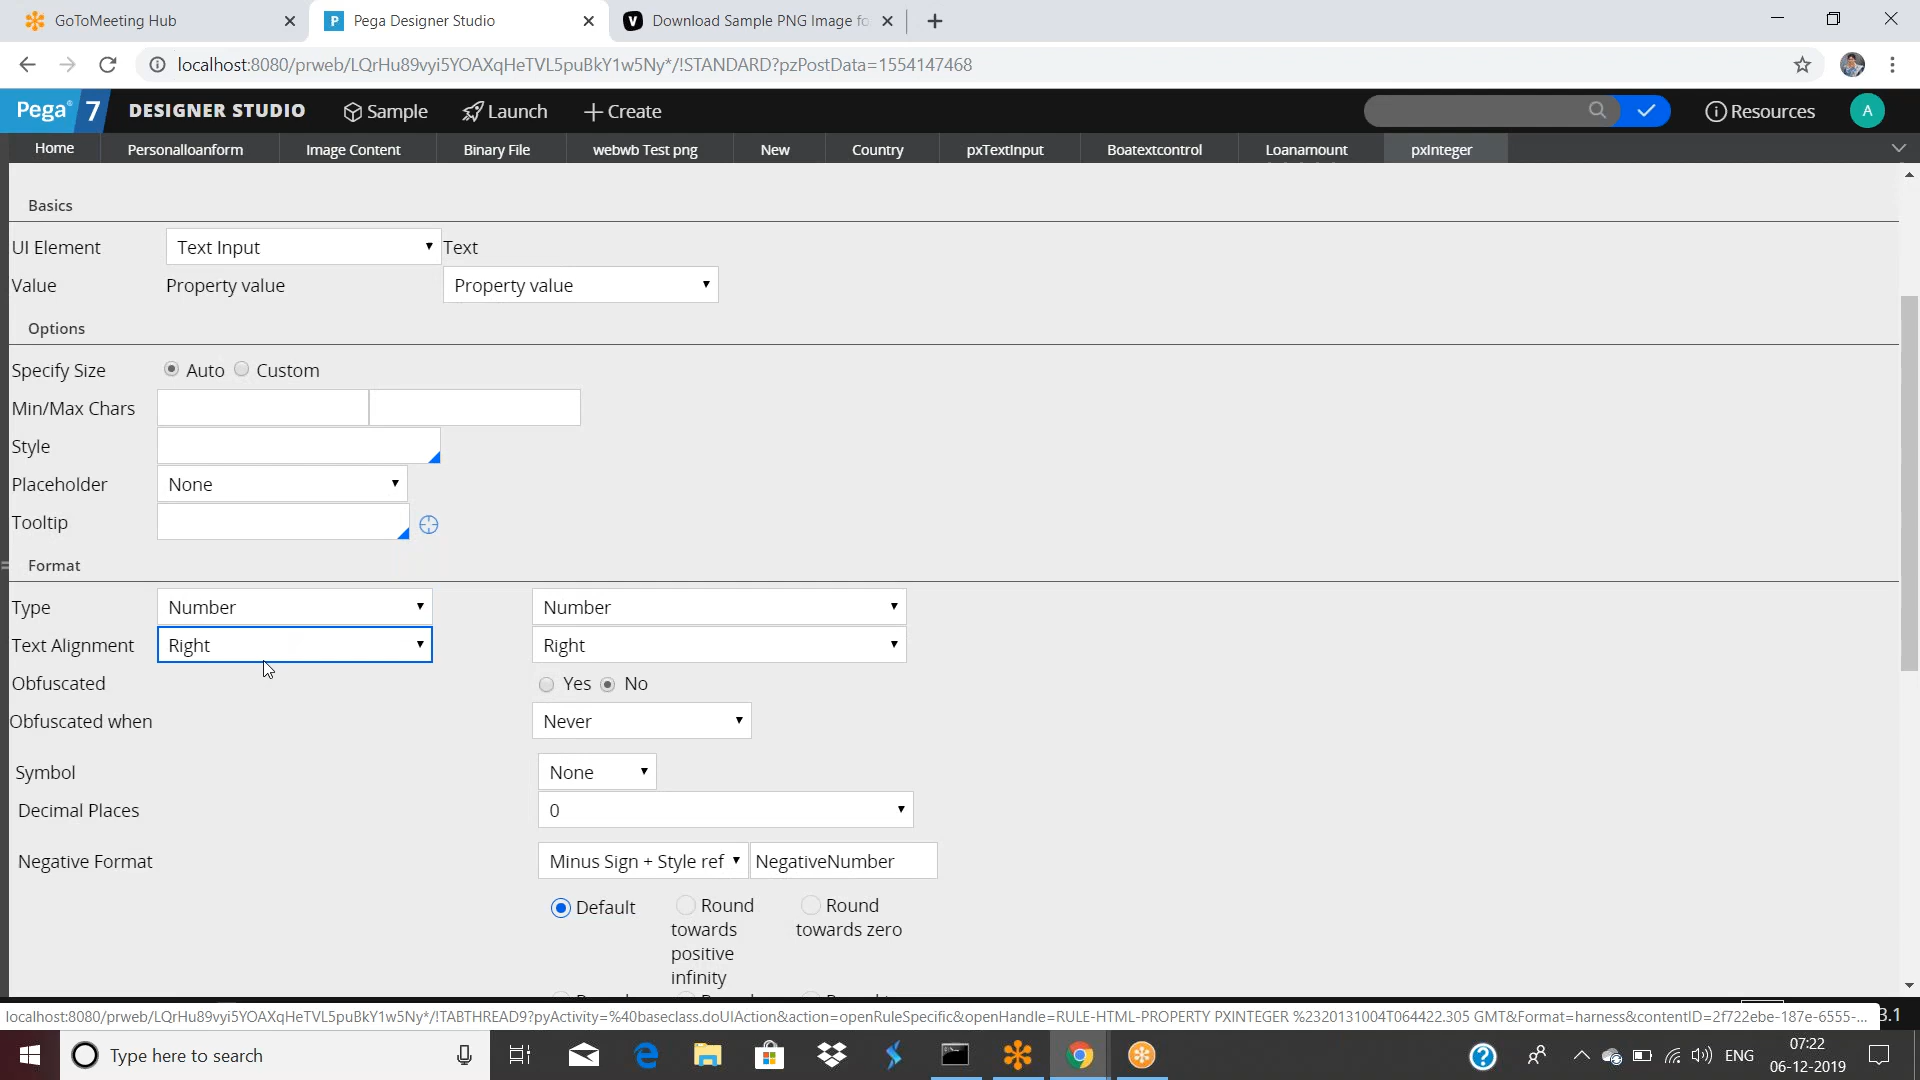 GoToMeeting Hub
P Pega Designer Studio
V Download Sample PNG Image fo
localhost:8080/prweb/LQrHu89vyi5YOAXqHeTVL5puBkY1w5Ny*/!STANDARD?pzPostData=1554147468
Pega 7 DESIGNER STUDIO Sample Launch Create Resources A
Home Personalloanform Image Content Binary File webwb Test png New Country pxTextInput Boatextcontrol Loanamount pxInteger
Basics
UI Element Text Input Text
Value Property value Property value
Options
Specify Size Auto Custom
Min/Max Chars
Style
Placeholder None
Tooltip
Format
Type Number Number
Text Alignment Right Right
Obfuscated Yes No
Obfuscated when Never
Symbol None
Decimal Places 0
Negative Format Minus Sign + Style ref NegativeNumber
Default Round Round
towards towards zero
positive
infinity
localhost:8080/prweb/LQrHu89vyi5YOAXqHeTVL5puBkY1w5Ny*/!TABTHREAD9?pyActivity=%40baseclass.doUIAction&action=openRuleSpecific&openHandle=RULE-HTML-PROPERTY PXINTEGER %2320131004T064422.305 GMT&Format=harness&contentID=2f722ebe-187e-6555-... 3.1
Type here to search ENG 07:22
06-12-2019